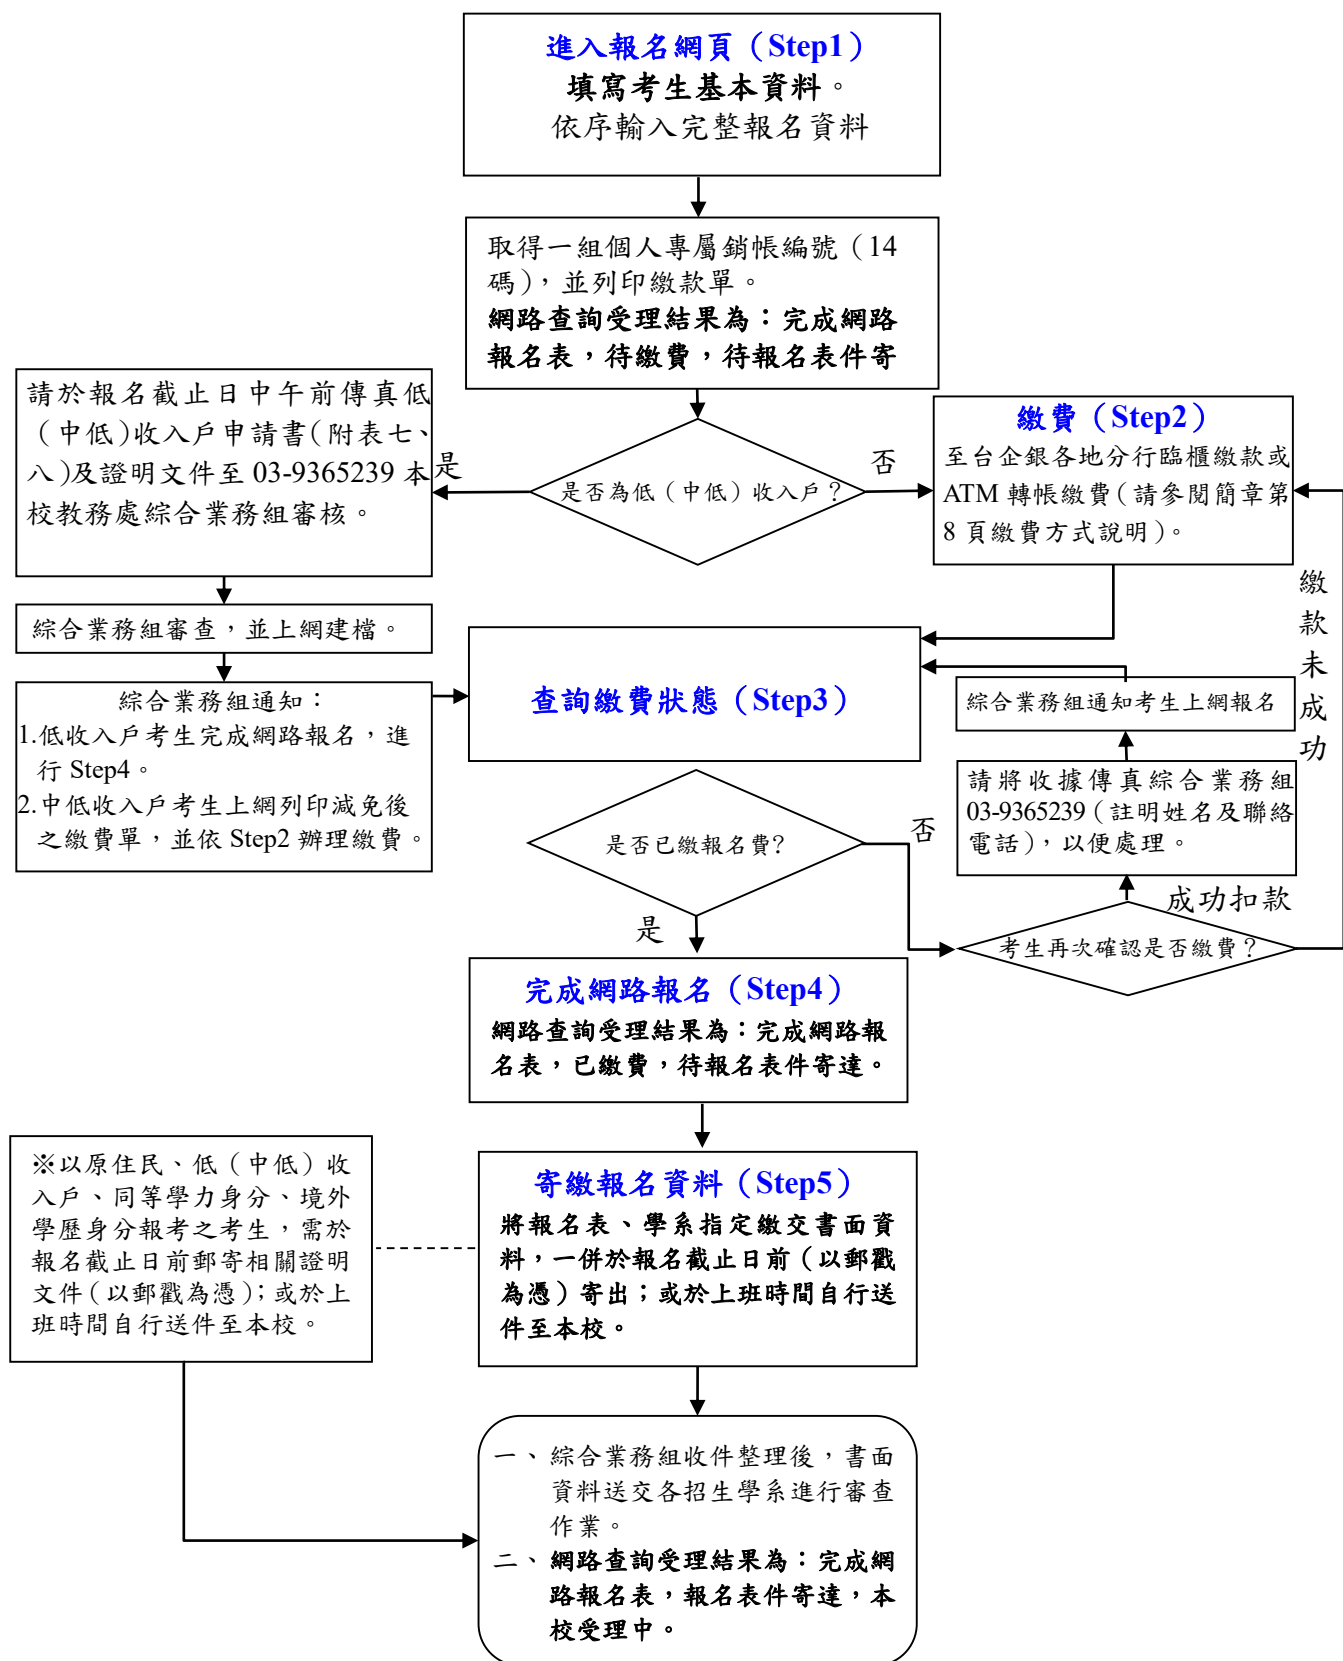 進入報名網頁（Step1）
填寫考生基本資料。
依序輸入完整報名資料
取得一組個人專屬銷帳編號（14
碼），並列印繳款單。
網路查詢受理結果為：完成網路
報名表，待繳費，待報名表件寄
是否為低（中低）收入戶？
是
否
請於報名截止日中午前傳真低
（中低）收入戶申請書（附表七、
八）及證明文件至 03-9365239 本
校教務處綜合業務組審核。
繳費（Step2）
至台企銀各地分行臨櫃繳款或
ATM 轉帳繳費（請參閱簡章第
8 頁繳費方式說明）。
綜合業務組審查，並上網建檔。
綜合業務組通知：
1.低收入戶考生完成網路報名，進
行 Step4。
2.中低收入戶考生上網列印減免後
之繳費單，並依 Step2 辦理繳費。
查詢繳費狀態（Step3）
綜合業務組通知考生上網報名
請將收據傳真綜合業務組
03-9365239（註明姓名及聯絡
電話），以便處理。
繳
款
未
成
功
是否已繳報名費?
否
是
成功扣款
考生再次確認是否繳費？
完成網路報名（Step4）
網路查詢受理結果為：完成網路報
名表，已繳費，待報名表件寄達。
※以原住民、低（中低）收
入戶、同等學力身分、境外
學歷身分報考之考生，需於
報名截止日前郵寄相關證明
文件（以郵戳為憑）；或於上
班時間自行送件至本校。
寄繳報名資料（Step5）
將報名表、學系指定繳交書面資
料，一併於報名截止日前（以郵戳
為憑）寄出；或於上班時間自行送
件至本校。
一、綜合業務組收件整理後，書面
資料送交各招生學系進行審查
作業。
二、網路查詢受理結果為：完成網
路報名表，報名表件寄達，本
校受理中。